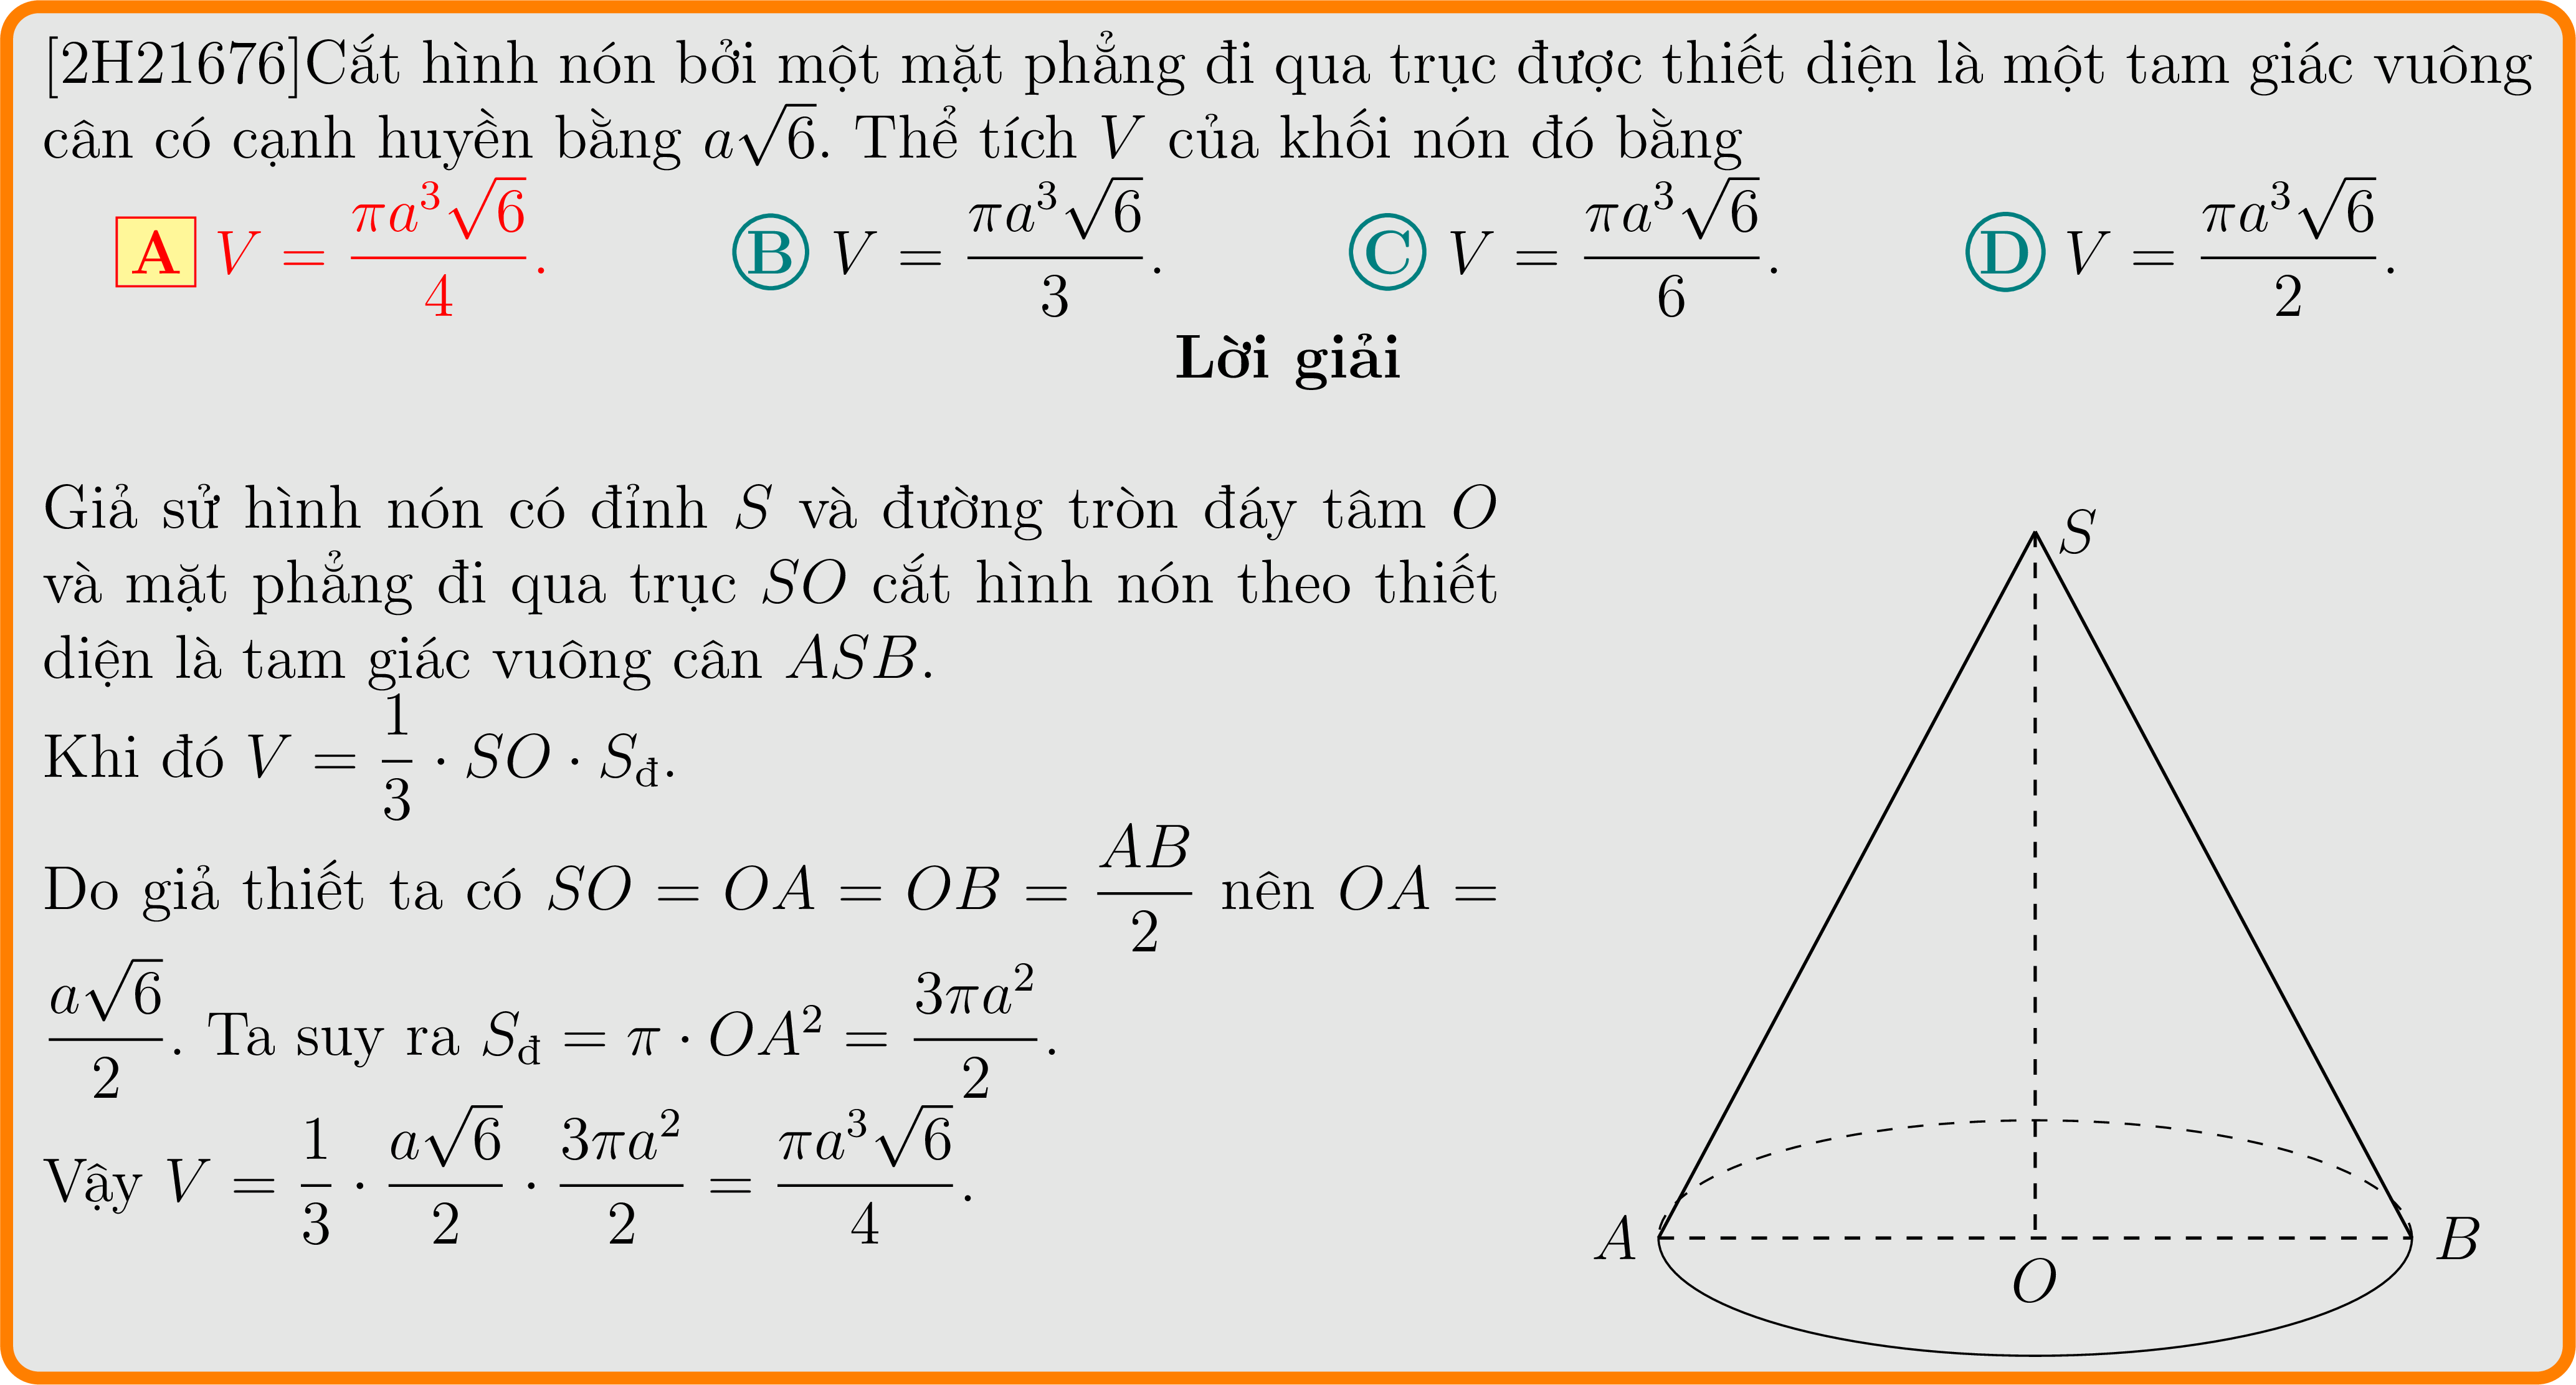 [2H21676]Cắt hình nón bởi một mặt phẳng đi qua trục được thiết diện là một tam giác vuông
cân có cạnh huyền bằng $a\sqrt{6}$. Thể tích $V$ của khối nón đó bằng
A $V = \frac{\pi a^3\sqrt{6}}{4}$. B $V = \frac{\pi a^3\sqrt{6}}{3}$. C $V = \frac{\pi a^3\sqrt{6}}{6}$. D $V = \frac{\pi a^3\sqrt{6}}{2}$.
Lời giải
Giả sử hình nón có đỉnh $S$ và đường tròn đáy tâm $O$
và mặt phẳng đi qua trục $SO$ cắt hình nón theo thiết
diện là tam giác vuông cân $ASB$.
Khi đó $V = \frac{1}{3} \cdot SO \cdot S_{\text{đ}}$.
Do giả thiết ta có $SO = OA = OB = \frac{AB}{2}$ nên $OA =$
$\frac{a\sqrt{6}}{2}$. Ta suy ra $S_{\text{đ}} = \pi \cdot OA^2 = \frac{3\pi a^2}{2}$.
Vậy $V = \frac{1}{3} \cdot \frac{a\sqrt{6}}{2} \cdot \frac{3\pi a^2}{2} = \frac{\pi a^3\sqrt{6}}{4}$.
S
A
B
O